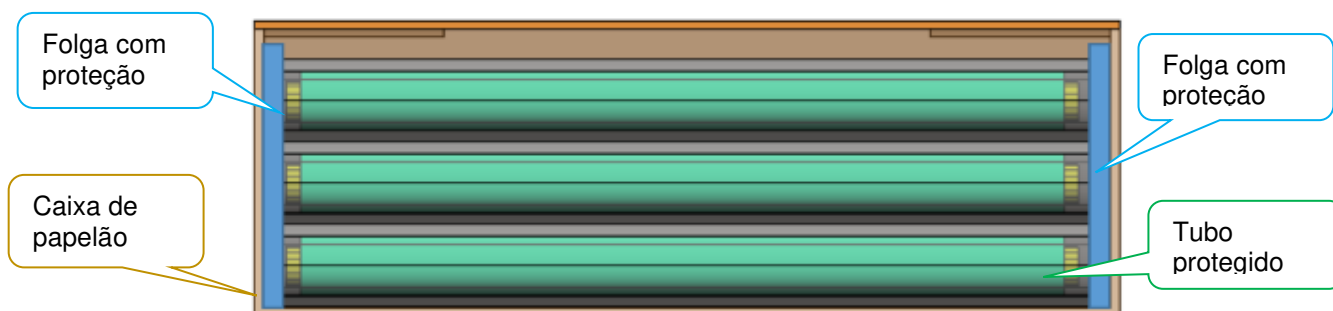 Folga com
proteção
Folga com
proteção
Caixa de
papelão
Tubo
protegido